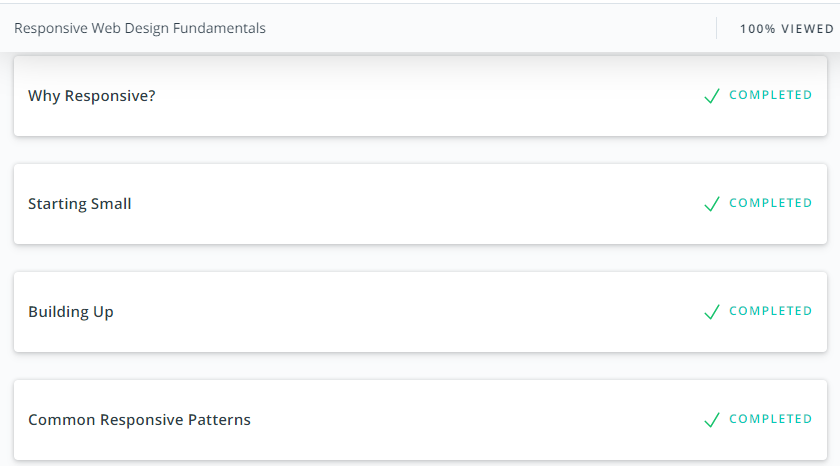 Responsive Web Design Fundamentals 100% VIEWED
Why Responsive? COMPLETED
Starting Small COMPLETED
Building Up COMPLETED
Common Responsive Patterns COMPLETED